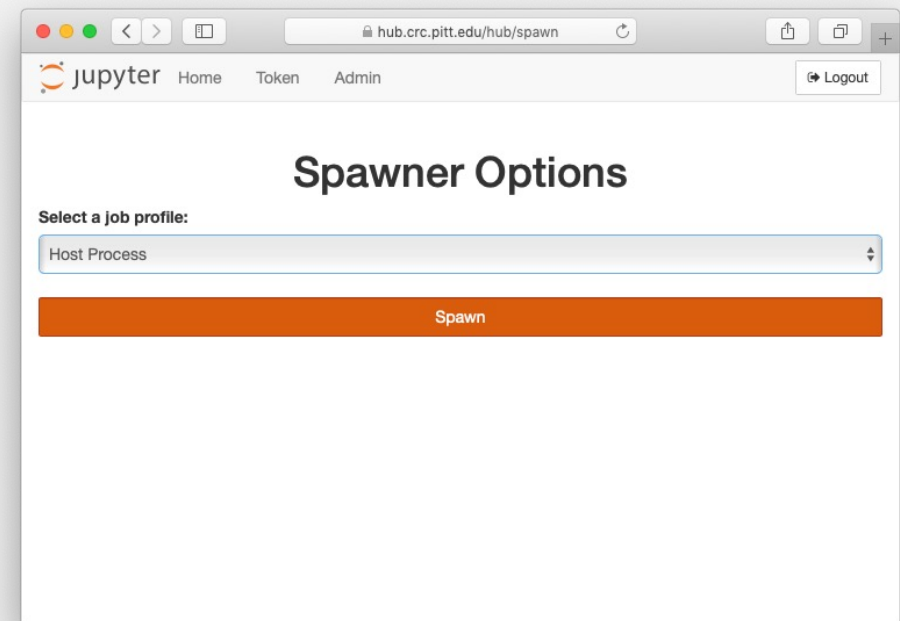 hub.crc.pitt.edu/hub/spawn
jupyter Home Token Admin Logout
Spawner Options
Select a job profile:
Host Process
Spawn